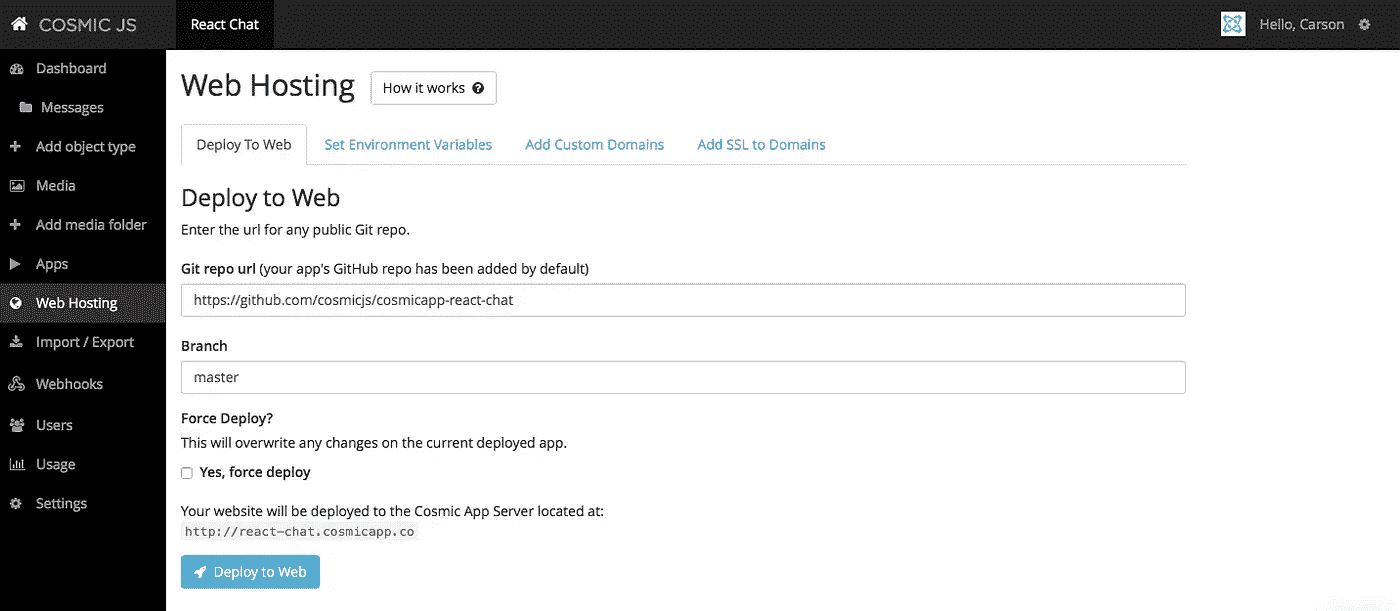 COSMIC JS
React Chat
Hello, Carson
Dashboard
Messages
Add object type
Media
Add media folder
Apps
Web Hosting
Import / Export
Webhooks
Users
Usage
Settings
Web Hosting
How it works ?
Deploy To Web
Set Environment Variables
Add Custom Domains
Add SSL to Domains
Deploy to Web
Enter the url for any public Git repo.
Git repo url (your app's GitHub repo has been added by default)
https://github.com/cosmicjs/cosmicapp-react-chat
Branch
master
Force Deploy?
This will overwrite any changes on the current deployed app.
Yes, force deploy
Your website will be deployed to the Cosmic App Server located at:
http://react-chat.cosmicapp.co
Deploy to Web